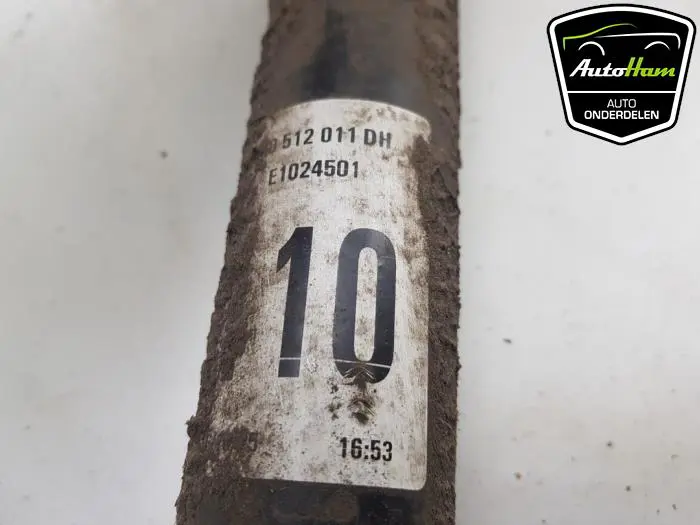 AutoHam
AUTO
ONDERDELEN
512 011 DH
E1024501
10
16:53